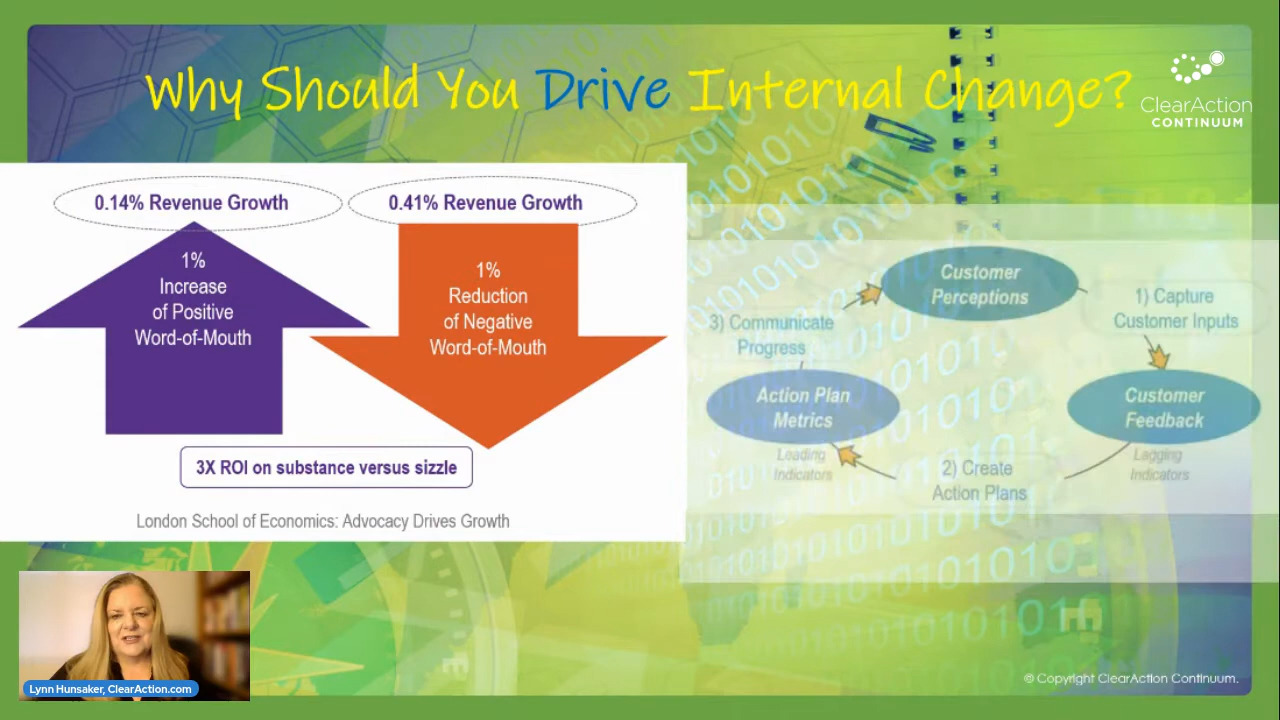 Why Should You Drive Internal Change?
ClearAction
CONTINUUM
0.14% Revenue Growth
0.41% Revenue Growth
1%
Increase
of Positive
Word-of-Mouth
1%
Reduction
of Negative
Word-of-Mouth
3X ROI on substance versus sizzle
London School of Economics: Advocacy Drives Growth
Customer
Perceptions
1) Capture
Customer Inputs
3) Communicate
Progress
Action Plan
Metrics
Customer
Feedback
Leading
Indicators
Lagging
Indicators
2) Create
Action Plans
Lynn Hunsaker, ClearAction.com
© Copyright ClearAction Continuum.